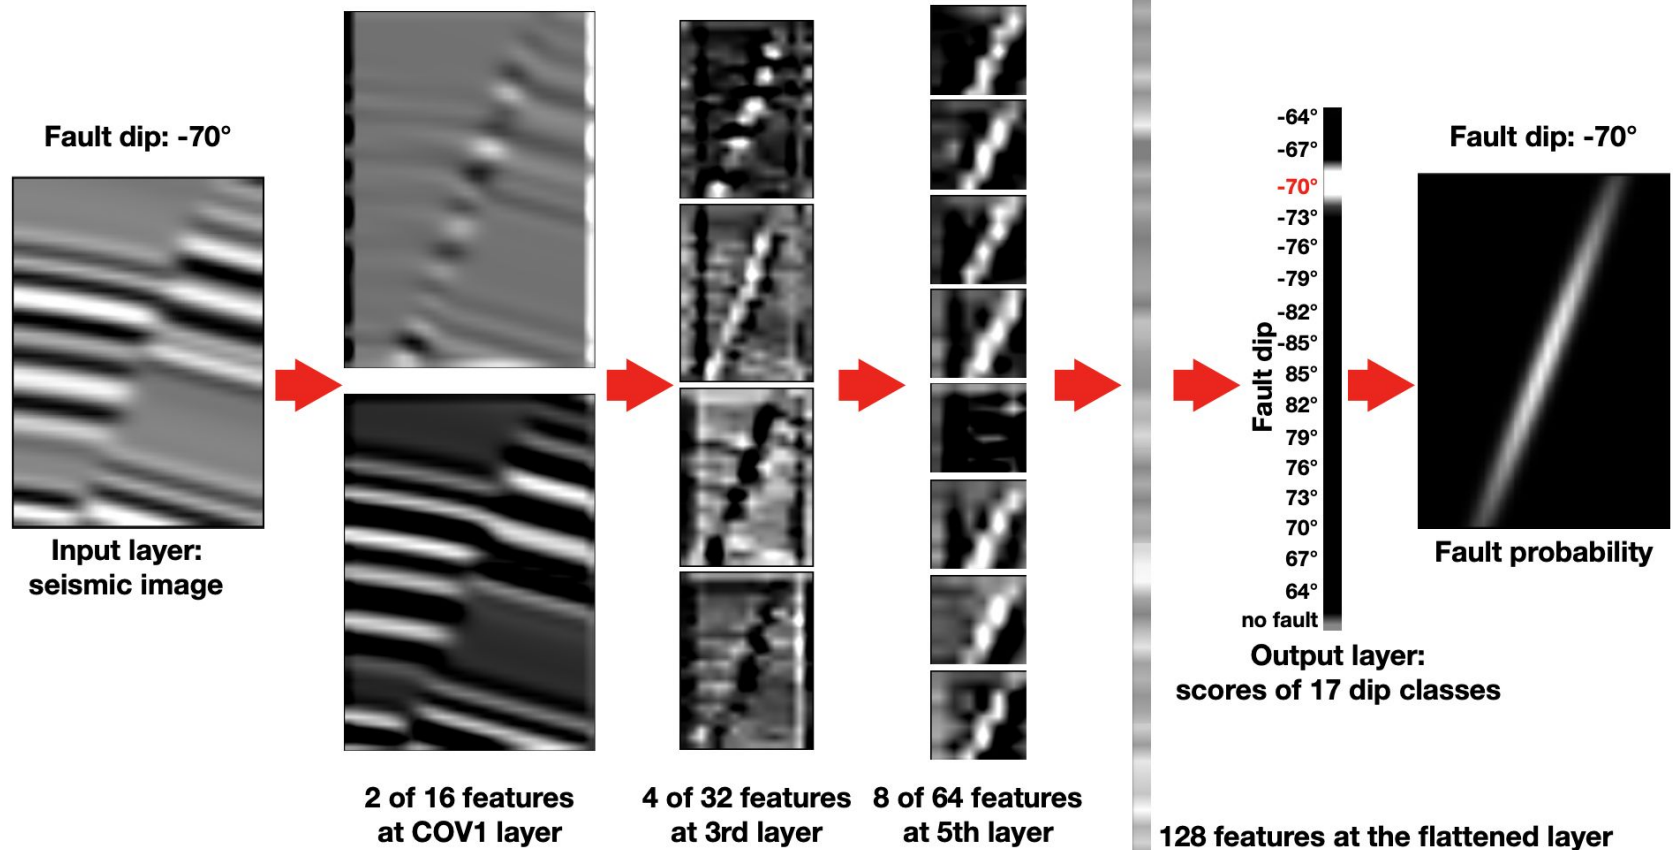 Fault dip: -70°
Input layer:
seismic image
2 of 16 features
at COV1 layer
4 of 32 features
at 3rd layer
8 of 64 features
at 5th layer
128 features at the flattened layer
Fault dip
-64°
-67°
-70°
-73°
-76°
-79°
-82°
-85°
85°
82°
79°
76°
73°
70°
67°
64°
no fault
Output layer:
scores of 17 dip classes
Fault dip: -70°
Fault probability